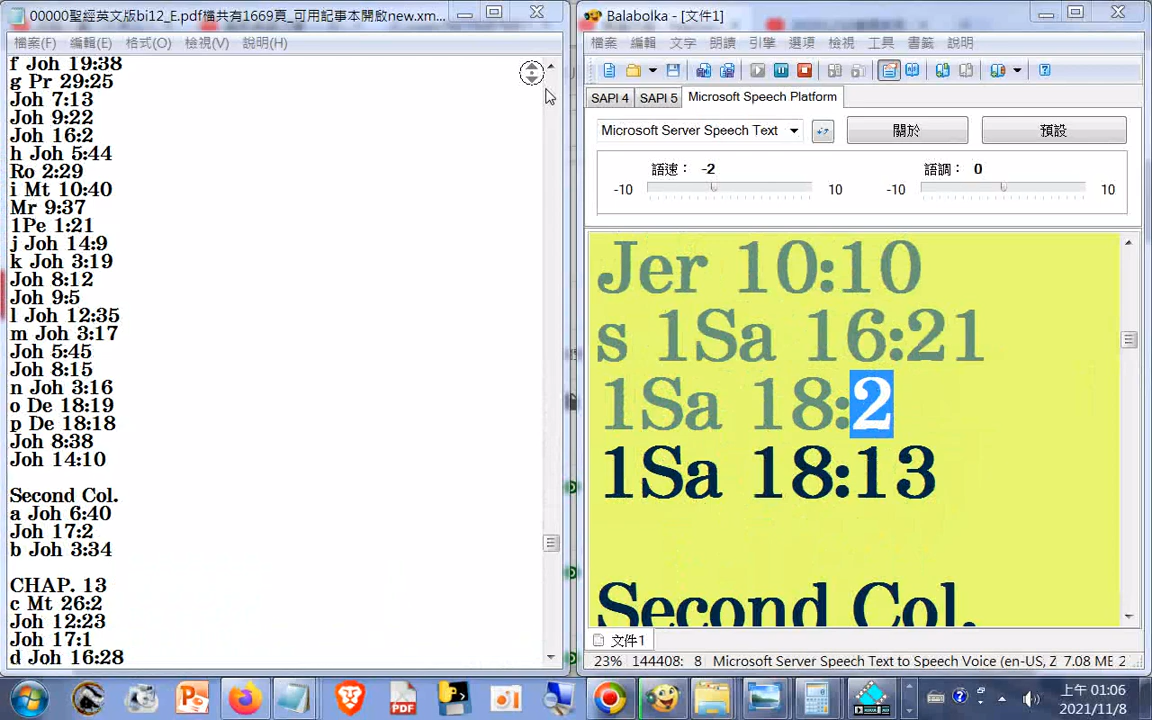 00000聖經英文版bi12_E.pdf檔共有1669頁_可用記事本開啟new.xm...
檔案(F) 編輯(E) 格式(O) 檢視(V) 說明(H)
f Joh 19:38
g Pr 29:25
Joh 7:13
Joh 9:22
Joh 16:2
h Joh 5:44
Ro 2:29
i Mt 10:40
Mr 9:37
1Pe 1:21
j Joh 14:9
k Joh 3:19
Joh 8:12
Joh 9:5
l Joh 12:35
m Joh 3:17
Joh 5:45
Joh 8:15
n Joh 3:16
o De 18:19
p De 18:18
Joh 8:38
Joh 14:10
Second Col.
a Joh 6:40
Joh 17:2
b Joh 3:34
CHAP. 13
c Mt 26:2
Joh 12:23
Joh 17:1
d Joh 16:28
Balabolka - [文件1]
檔案 編輯 文字 朗讀 引擎 選項 檢視 工具 書籤 說明
SAPI 4 SAPI 5 Microsoft Speech Platform
Microsoft Server Speech Text 關於 預設
語速： -2 語調： 0
-10 10 -10 10
Jer 10:10
s 1Sa 16:21
1Sa 18:2
1Sa 18:13
Second Col.
文件1
23% 144408: 8 Microsoft Server Speech Text to Speech Voice (en-US, Z 7.08 ME 2
上午 01:06
2021/11/8